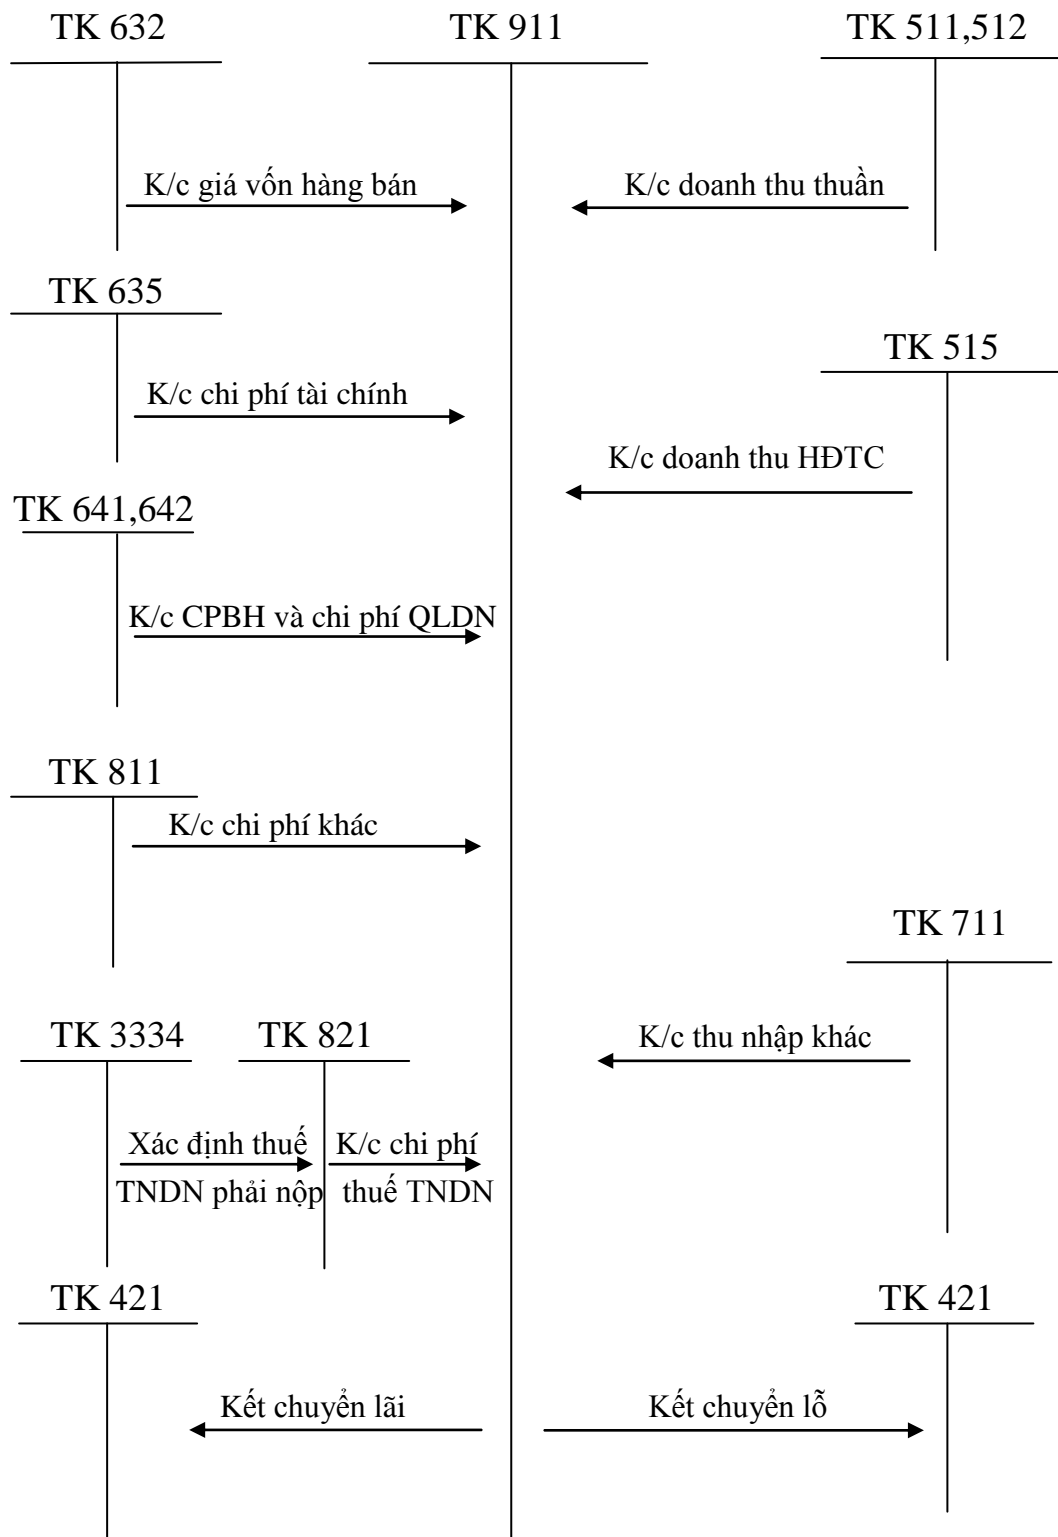 TK 632
TK 911
TK 511,512
K/c giá vốn hàng bán
K/c doanh thu thuần
TK 635
TK 515
K/c chi phí tài chính
K/c doanh thu HĐTC
TK 641,642
K/c CPBH và chi phí QLDN
TK 811
K/c chi phí khác
TK 711
TK 3334
TK 821
K/c thu nhập khác
Xác định thuế
TNDN phải nộp
K/c chi phí
thuế TNDN
TK 421
TK 421
Kết chuyển lãi
Kết chuyển lỗ